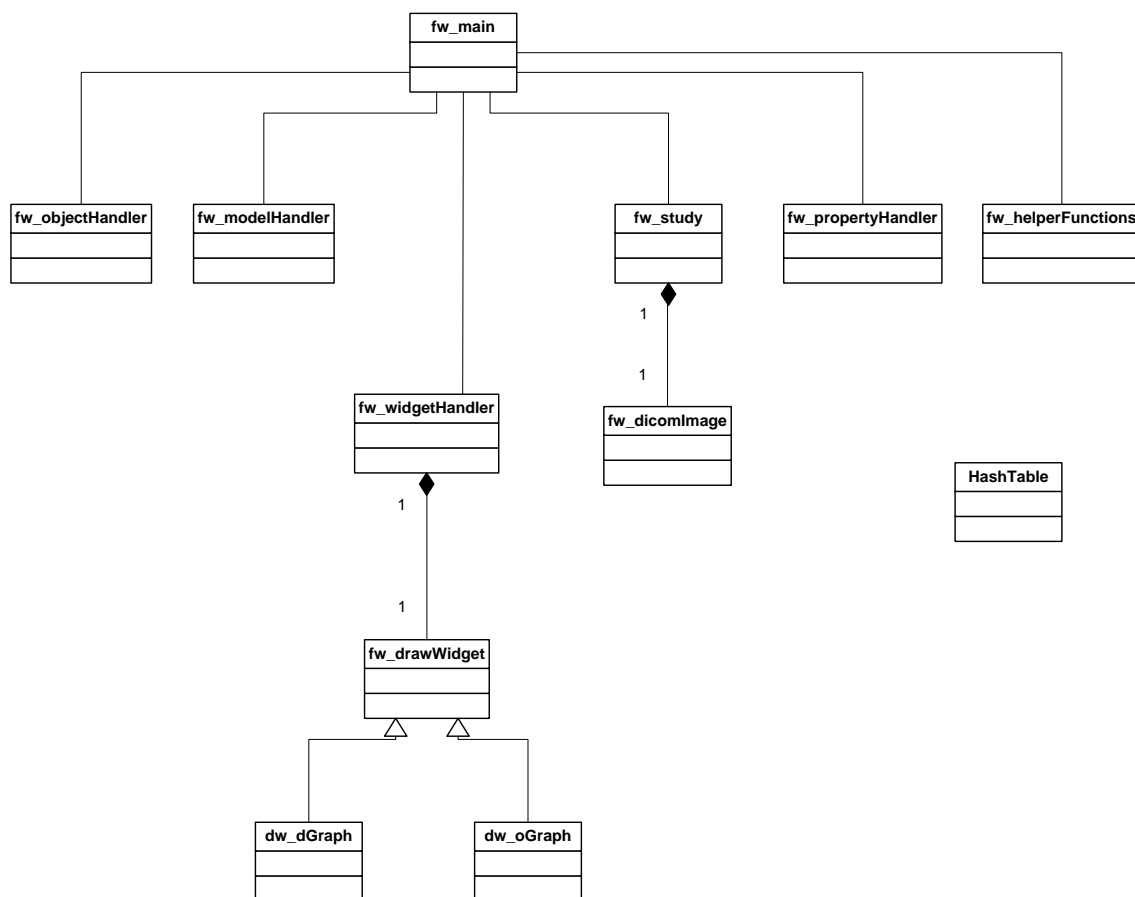 fw_main
fw_objectHandler
fw_modelHandler
fw_study
fw_propertyHandler
fw_helperFunctions
1
1
fw_widgetHandler
fw_dicomImage
HashTable
1
1
fw_drawWidget
dw_dGraph
dw_oGraph